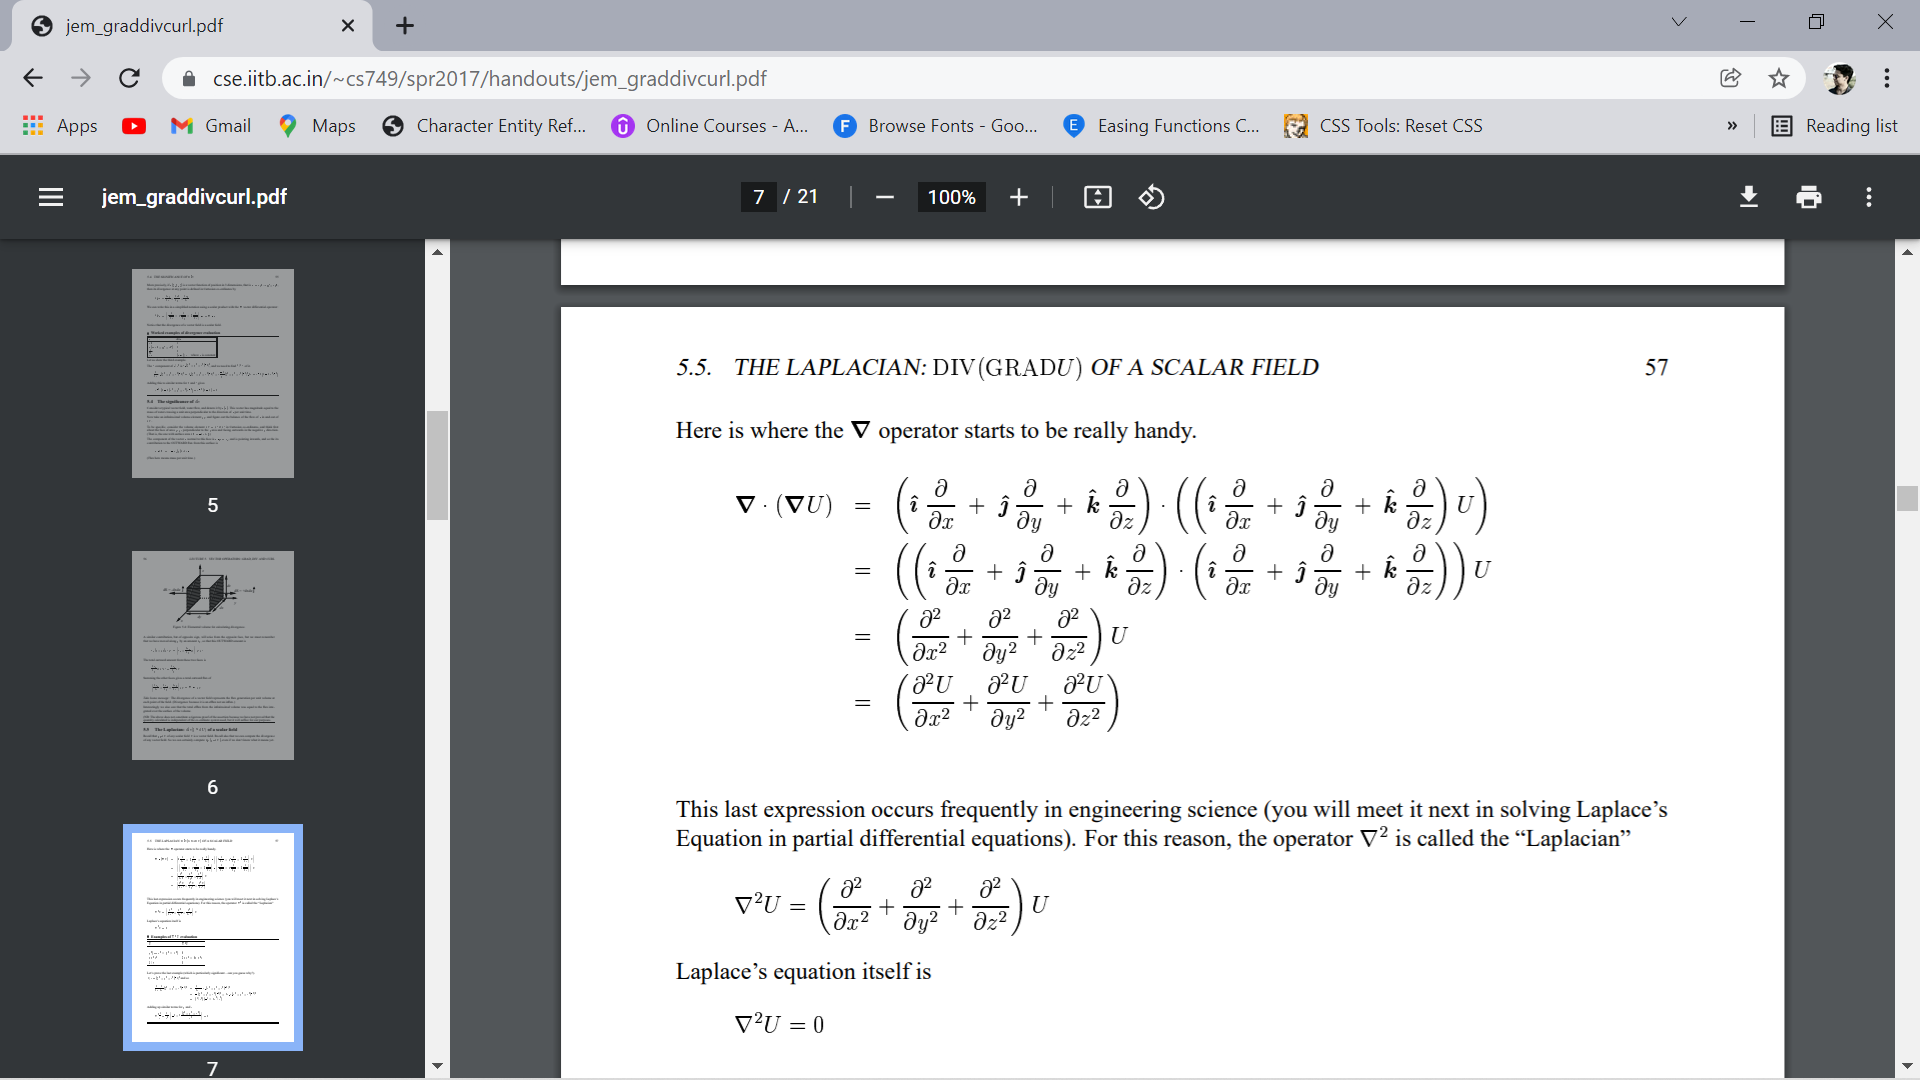 jem_graddivcurl.pdf
cse.iitb.ac.in/~cs749/spr2017/handouts/jem_graddivcurl.pdf
Apps Gmail Maps Character Entity Ref... Online Courses - A... Browse Fonts - Goo... Easing Functions C... CSS Tools: Reset CSS » Reading list
jem_graddivcurl.pdf 7 / 21 − 100% +
5
6
7
5.5. THE LAPLACIAN: DIV(GRADU) OF A SCALAR FIELD 57
Here is where the ∇ operator starts to be really handy.
∇ · (∇U) = (î ∂/∂x + ĵ ∂/∂y + k̂ ∂/∂z) · ((î ∂/∂x + ĵ ∂/∂y + k̂ ∂/∂z) U)
= ((î ∂/∂x + ĵ ∂/∂y + k̂ ∂/∂z) · (î ∂/∂x + ĵ ∂/∂y + k̂ ∂/∂z)) U
= (∂²/∂x² + ∂²/∂y² + ∂²/∂z²) U
= (∂²U/∂x² + ∂²U/∂y² + ∂²U/∂z²)
This last expression occurs frequently in engineering science (you will meet it next in solving Laplace’s
Equation in partial differential equations). For this reason, the operator ∇² is called the “Laplacian”
∇²U = (∂²/∂x² + ∂²/∂y² + ∂²/∂z²) U
Laplace’s equation itself is
∇²U = 0